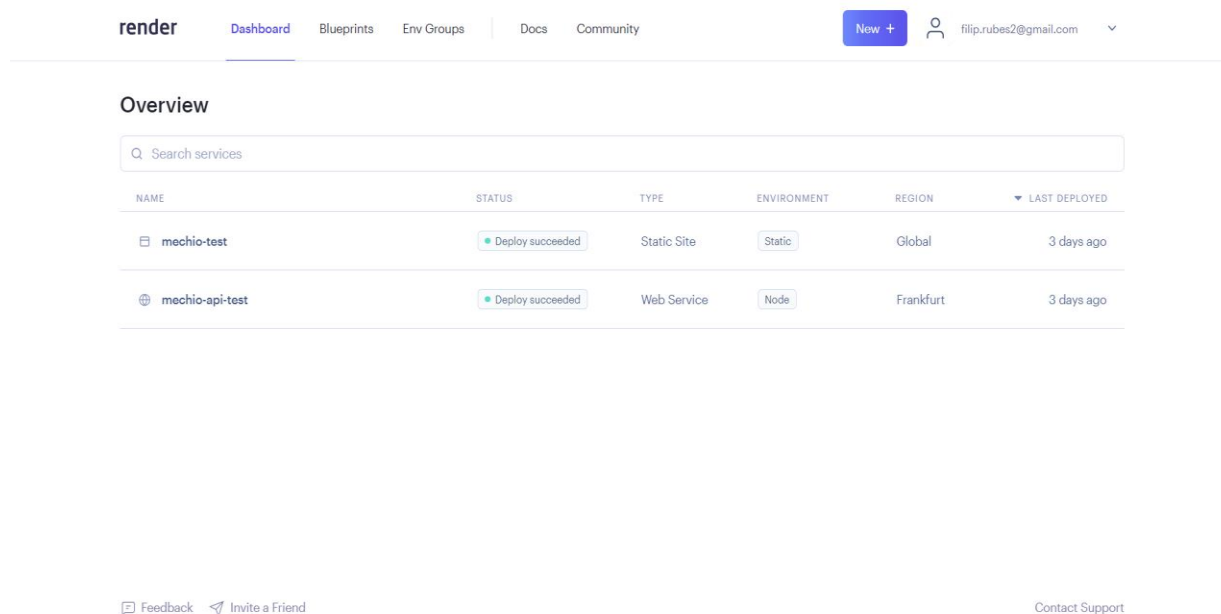 render Dashboard Blueprints Env Groups Docs Community New + filip.rubes2@gmail.com
Overview
Search services
NAME STATUS TYPE ENVIRONMENT REGION LAST DEPLOYED
mechio-test Deploy succeeded Static Site Static Global 3 days ago
mechio-api-test Deploy succeeded Web Service Node Frankfurt 3 days ago
Feedback Invite a Friend Contact Support